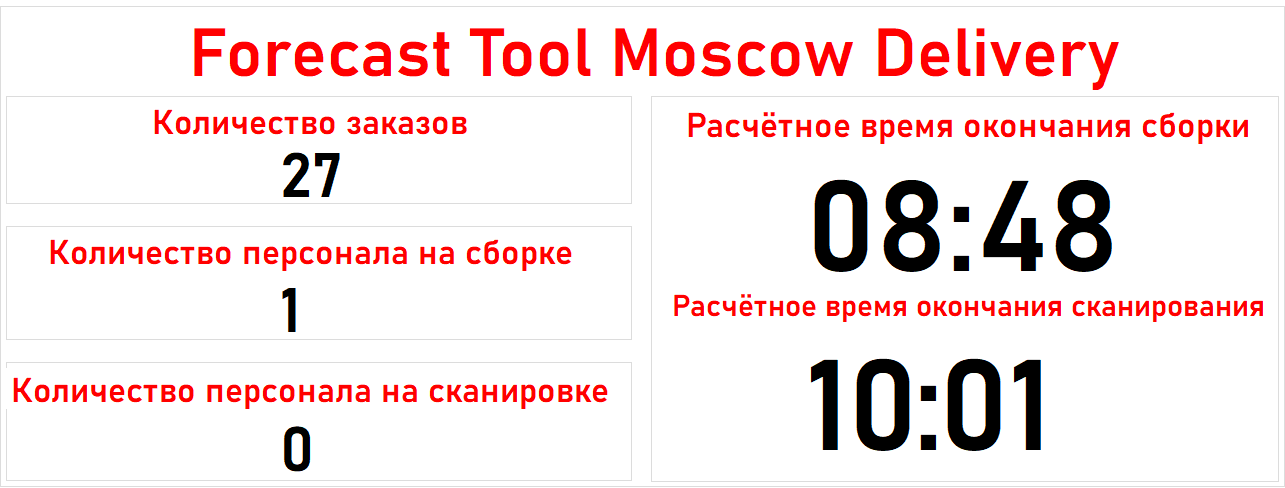 Forecast Tool Moscow Delivery
Количество заказов
27
Количество персонала на сборке
1
Количество персонала на сканировке
0
Расчётное время окончания сборки
08:48
Расчётное время окончания сканирования
10:01